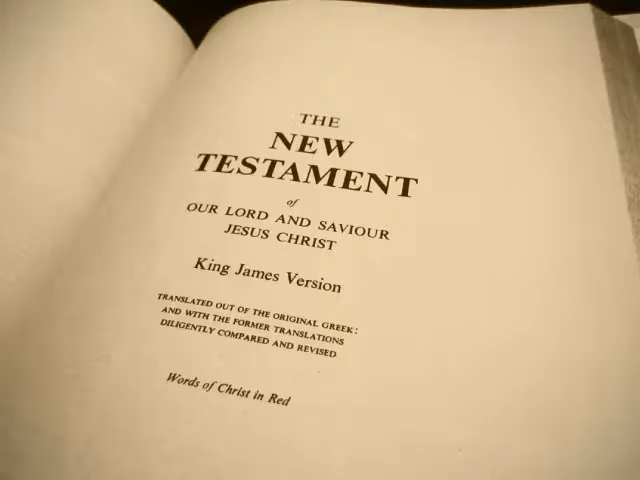 THE
NEW
TESTAMENT
of
OUR LORD AND SAVIOUR
JESUS CHRIST
King James Version
TRANSLATED OUT OF THE ORIGINAL GREEK:
AND WITH THE FORMER TRANSLATIONS
DILIGENTLY COMPARED AND REVISED
Words of Christ in Red